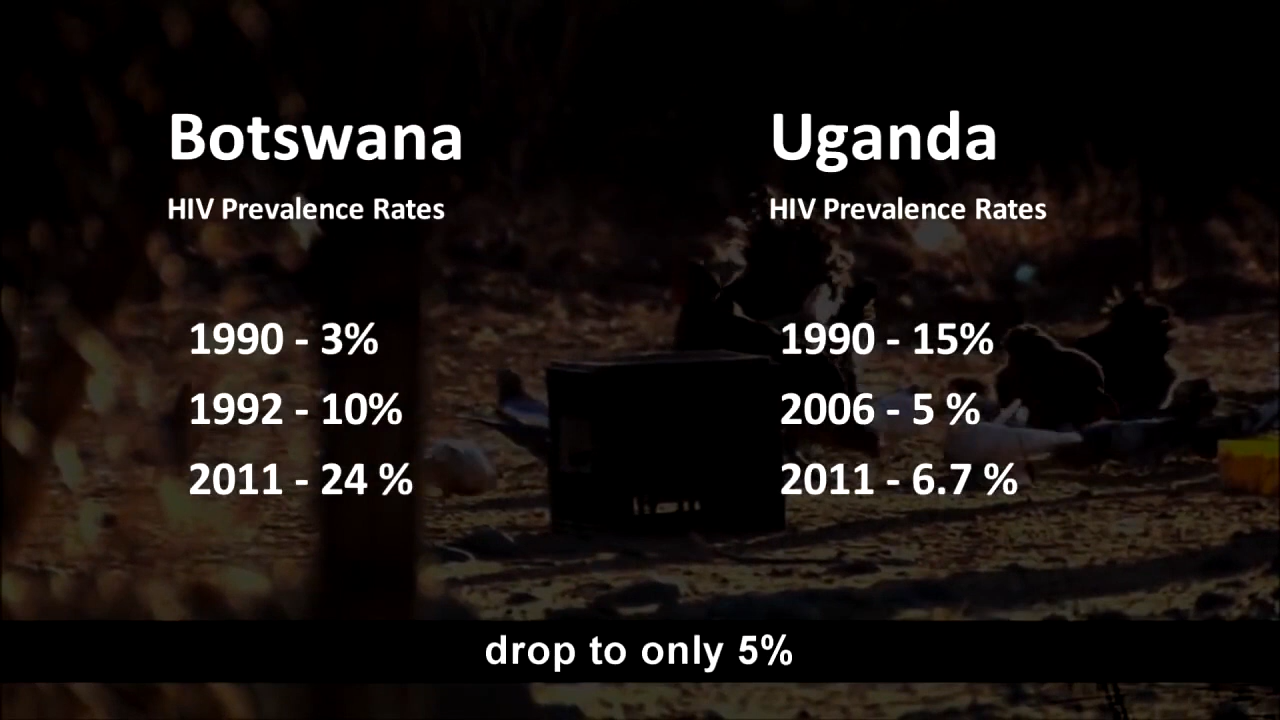 Botswana
HIV Prevalence Rates
1990 - 3%
1992 - 10%
2011 - 24 %
Uganda
HIV Prevalence Rates
1990 - 15%
2006 - 5 %
2011 - 6.7 %
drop to only 5%